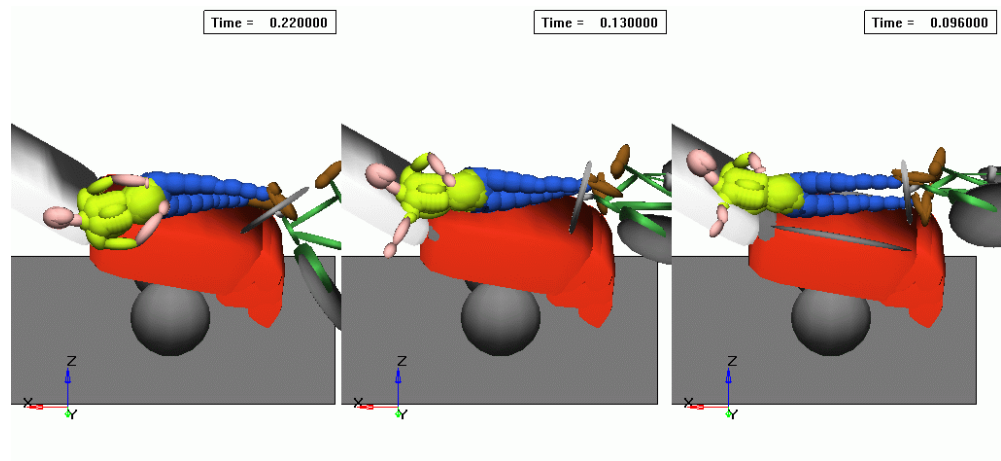 Time = 0.220000
Time = 0.130000
Time = 0.096000
Z
X
Y
Z
X
Y
Z
X
Y